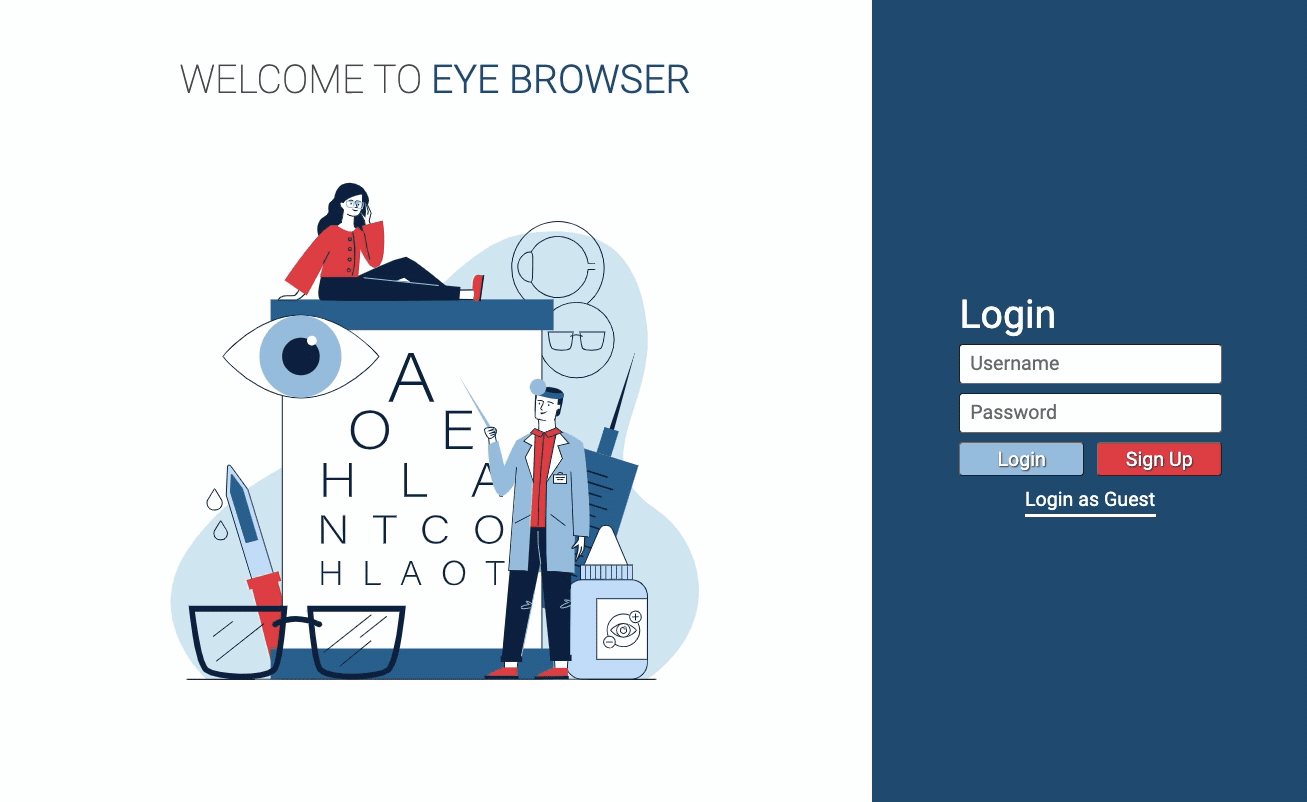 WELCOME TO EYE BROWSER
A
O E
H L A
N T C O
H L A O T
Login
Username
Password
Login Sign Up
Login as Guest